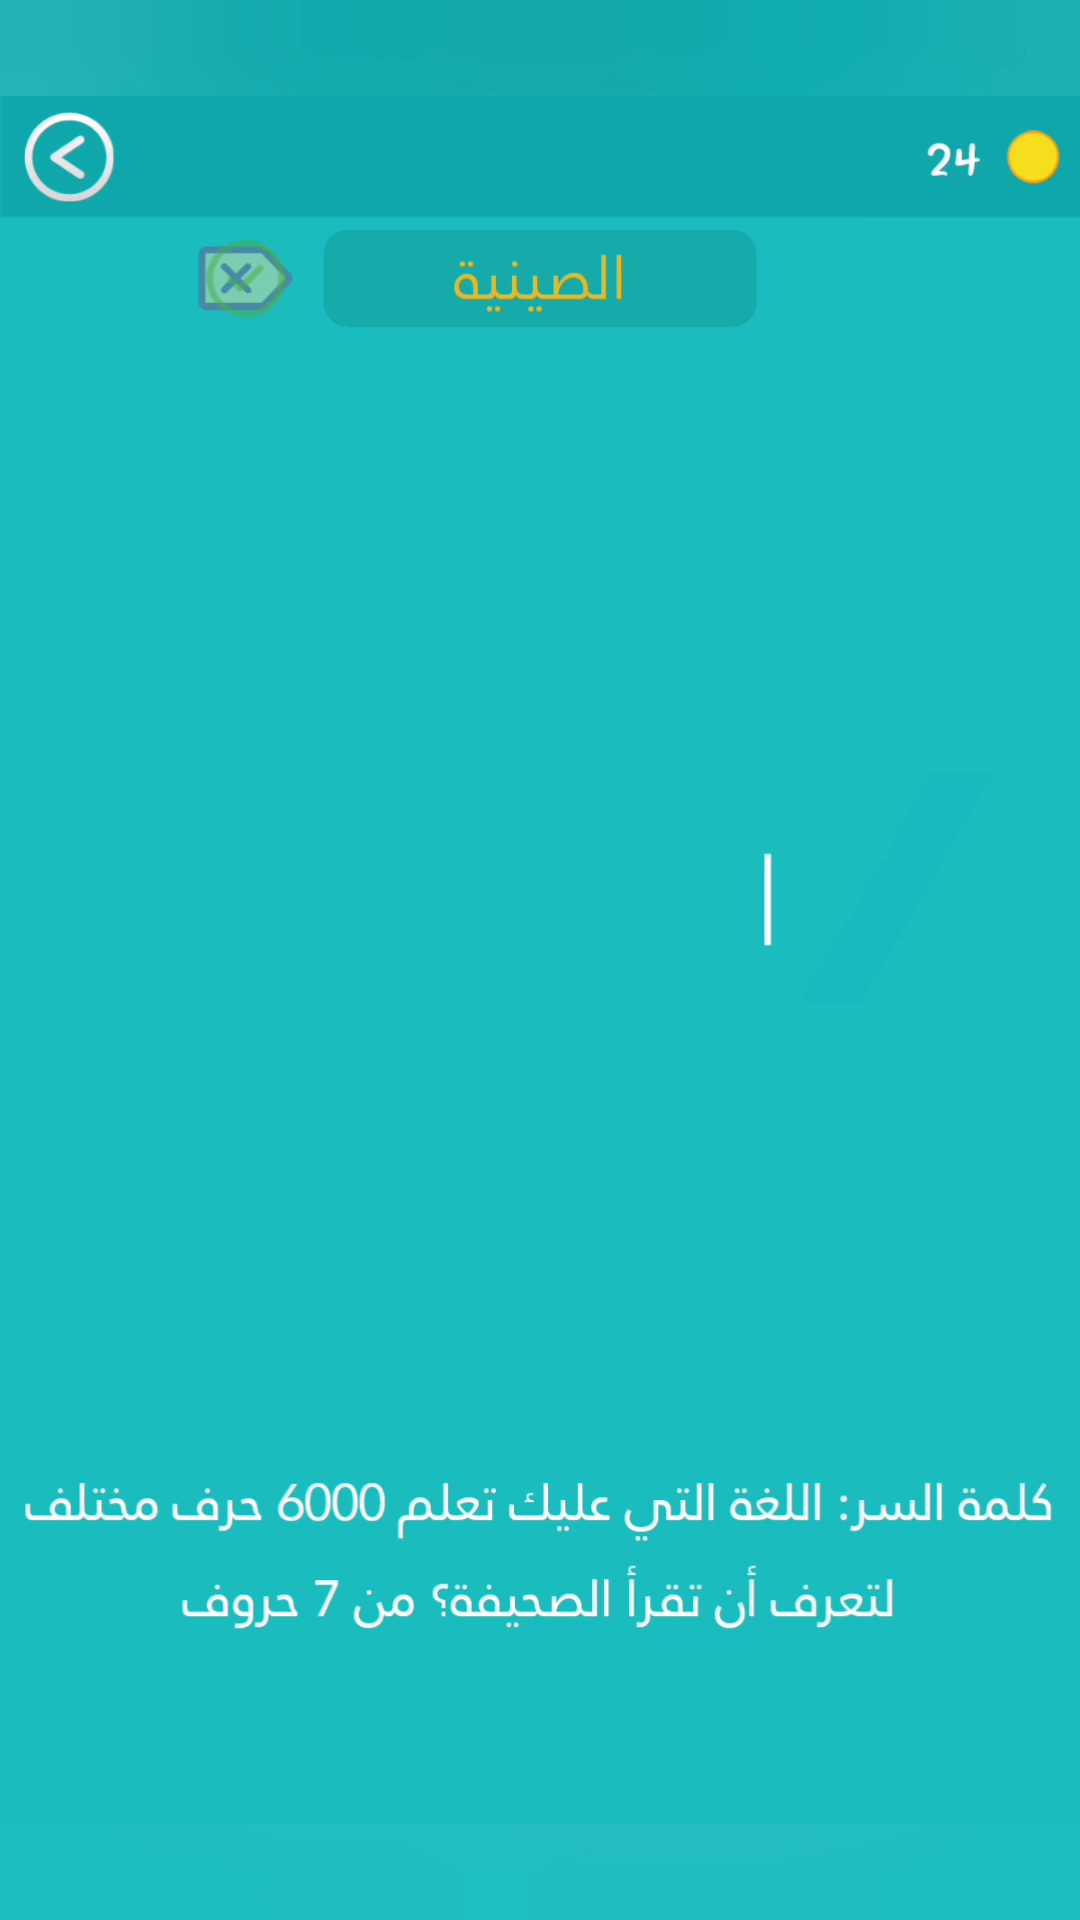 24
الصينية
كلمة السر: اللغة التي عليك تعلم 6000 حرف مختلف
لتعرف أن تقرأ الصحيفة؟ من 7 حروف